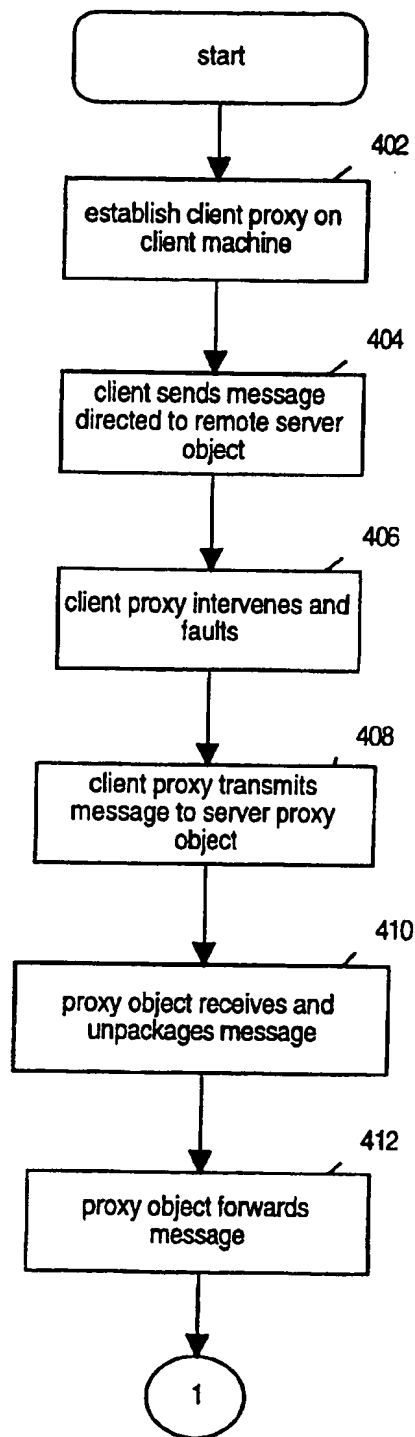 start
402
establish client proxy on
client machine
404
client sends message
directed to remote server
object
406
client proxy intervenes and
faults
408
client proxy transmits
message to server proxy
object
410
proxy object receives and
unpackages message
412
proxy object forwards
message
1